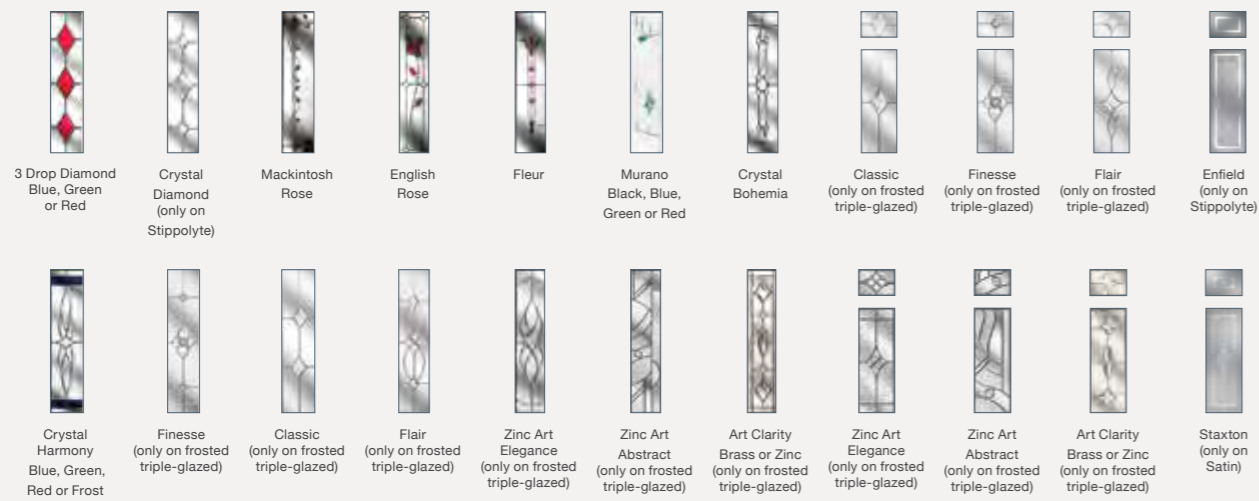 3 Drop Diamond
Blue, Green
or Red
Crystal
Diamond
(only on
Stippolyte)
Mackintosh
Rose
English
Rose
Fleur
Murano
Black, Blue,
Green or Red
Crystal
Bohemia
Classic
(only on frosted
triple-glazed)
Finesse
(only on frosted
triple-glazed)
Flair
(only on frosted
triple-glazed)
Enfield
(only on
Stippolyte)
Crystal
Harmony
Blue, Green,
Red or Frost
Finesse
(only on frosted
triple-glazed)
Classic
(only on frosted
triple-glazed)
Flair
(only on frosted
triple-glazed)
Zinc Art
Elegance
(only on frosted
triple-glazed)
Zinc Art
Abstract
(only on frosted
triple-glazed)
Art Clarity
Brass or Zinc
(only on frosted
triple-glazed)
Zinc Art
Elegance
(only on frosted
triple-glazed)
Zinc Art
Abstract
(only on frosted
triple-glazed)
Art Clarity
Brass or Zinc
(only on frosted
triple-glazed)
Staxton
(only on
Satin)